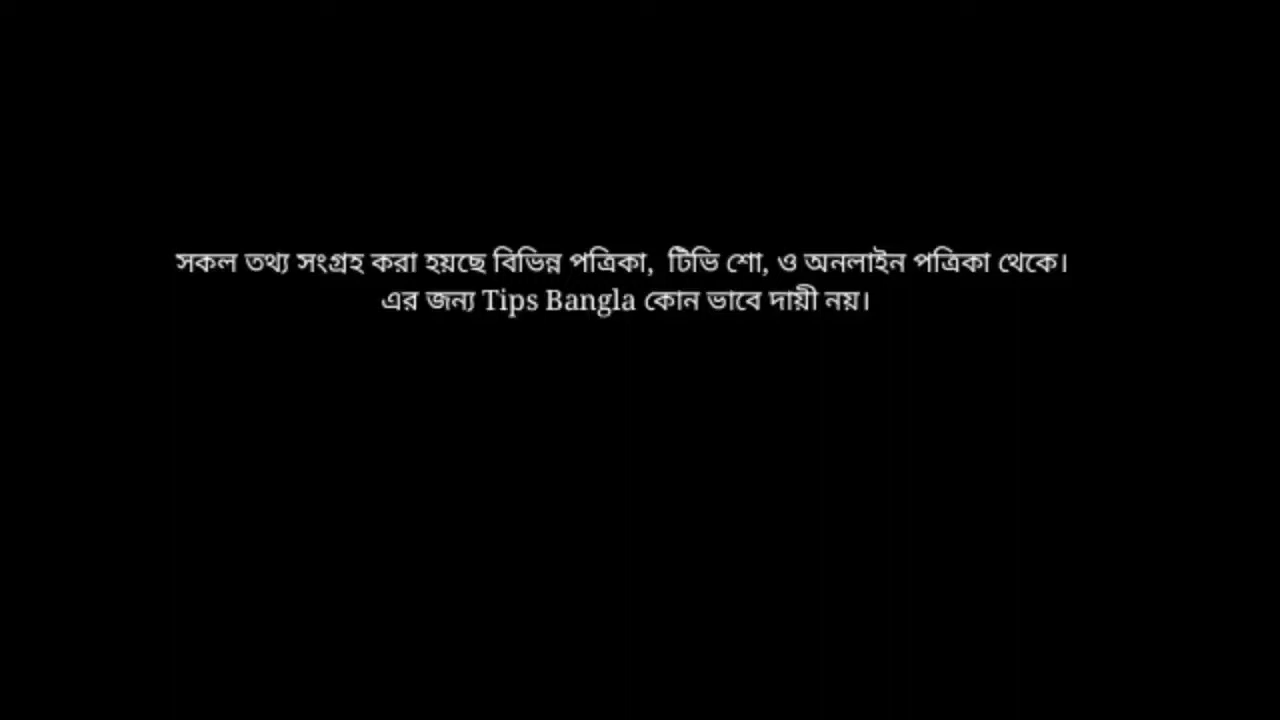 সকল তথ্য সংগ্রহ করা হয়ছে বিভিন্ন পত্রিকা, টিভি শো, ও অনলাইন পত্রিকা থেকে।
এর জন্য Tips Bangla কোন ভাবে দায়ী নয়।